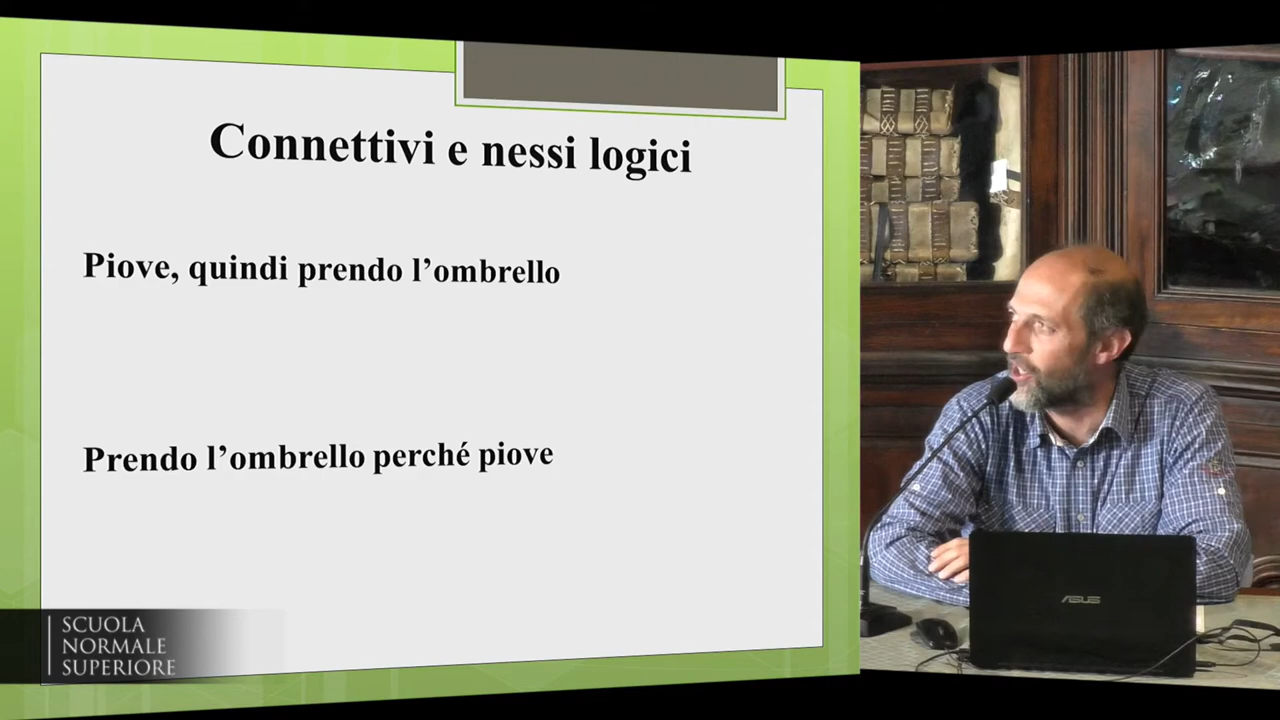 Connettivi e nessi logici
Piove, quindi prendo l’ombrello
Prendo l’ombrello perché piove
SCUOLA
NORMALE
SUPERIORE
ASUS